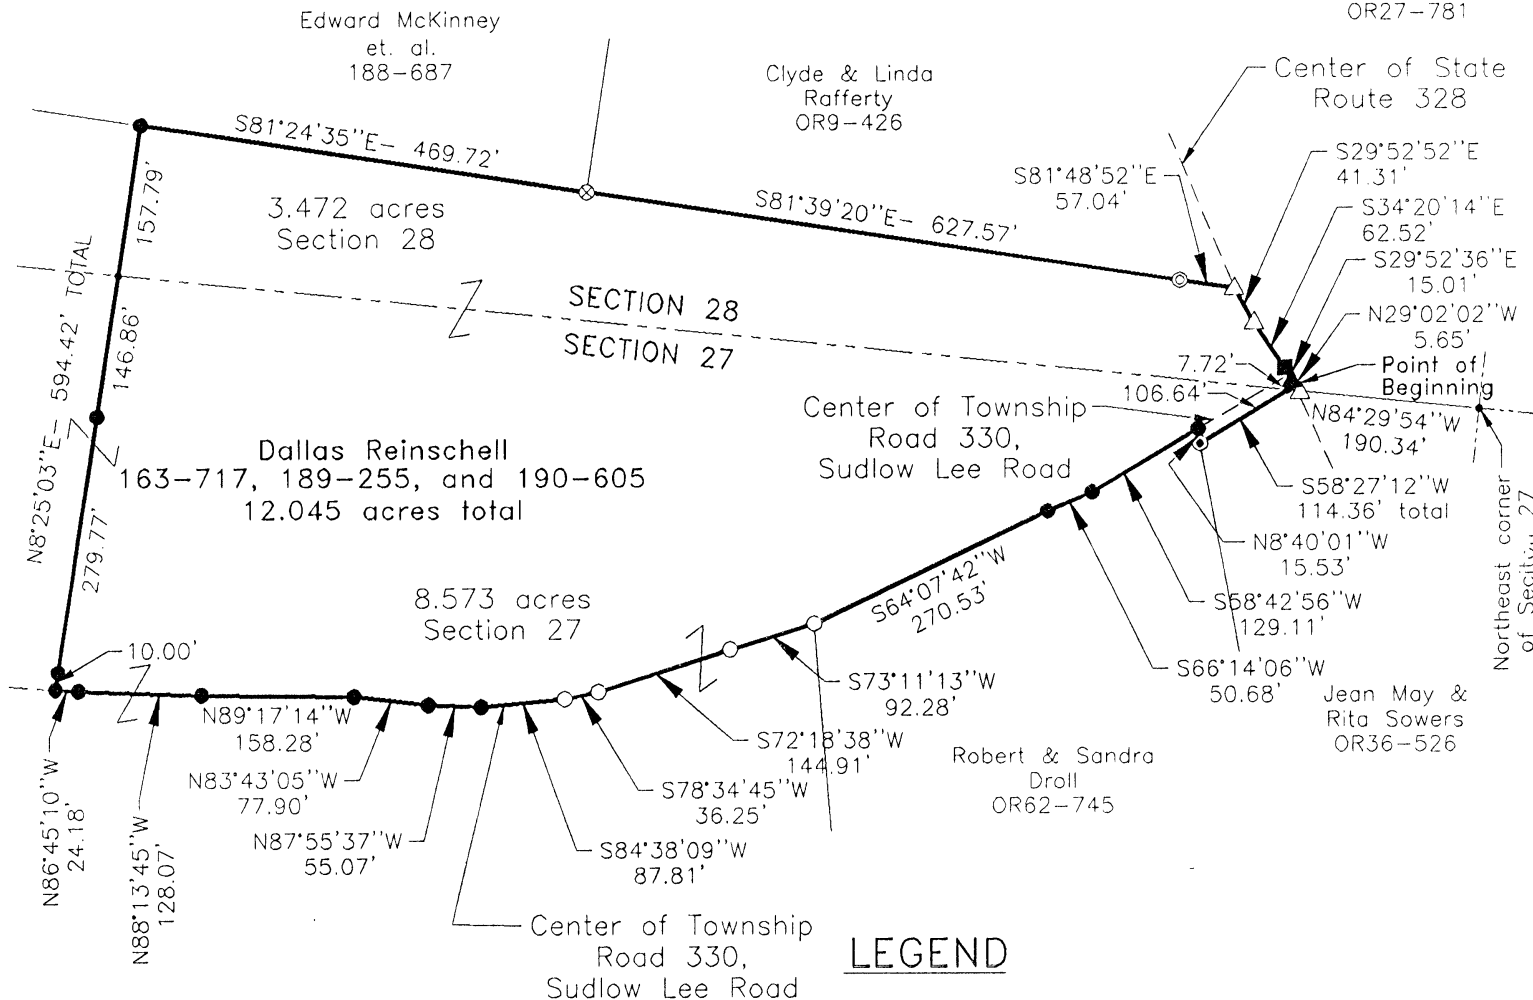 OR27-781
Edward McKinney
et. al.
188-687
Clyde & Linda
Rafferty
OR9-426
Center of State
Route 328
S81°24'35''E- 469.72'
S81°48'52''E
57.04'
S29°52'52''E
41.31'
S34°20'14''E
62.52'
157.79'
3.472 acres
Section 28
S81°39'20''E- 627.57'
S29°52'36''E
15.01'
N29°02'02''W
5.65'
SECTION 28
SECTION 27
146.86'
N8°25'03''E- 594.42' TOTAL
7.72'
106.64'
Point of
Beginning
Center of Township
Road 330,
Sudlow Lee Road
N84°29'54''W
190.34'
Dallas Reinschell
163-717, 189-255, and 190-605
12.045 acres total
S58°27'12''W
114.36' total
279.77'
N8°40'01''W
15.53'
Northeast corner
of Section 27
8.573 acres
Section 27
S64°07'42''W
270.53'
S58°42'56''W
129.11'
10.00'
S66°14'06''W
50.68'
S73°11'13''W
92.28'
Jean May &
Rita Sowers
OR36-526
N89°17'14''W
158.28'
S72°18'38''W
144.91'
Robert & Sandra
Droll
OR62-745
N83°43'05''W
77.90'
S78°34'45''W
36.25'
N86°45'10''W
24.18'
N88°13'45''W
128.07'
N87°55'37''W
55.07'
S84°38'09''W
87.81'
Center of Township
Road 330,
Sudlow Lee Road
LEGEND